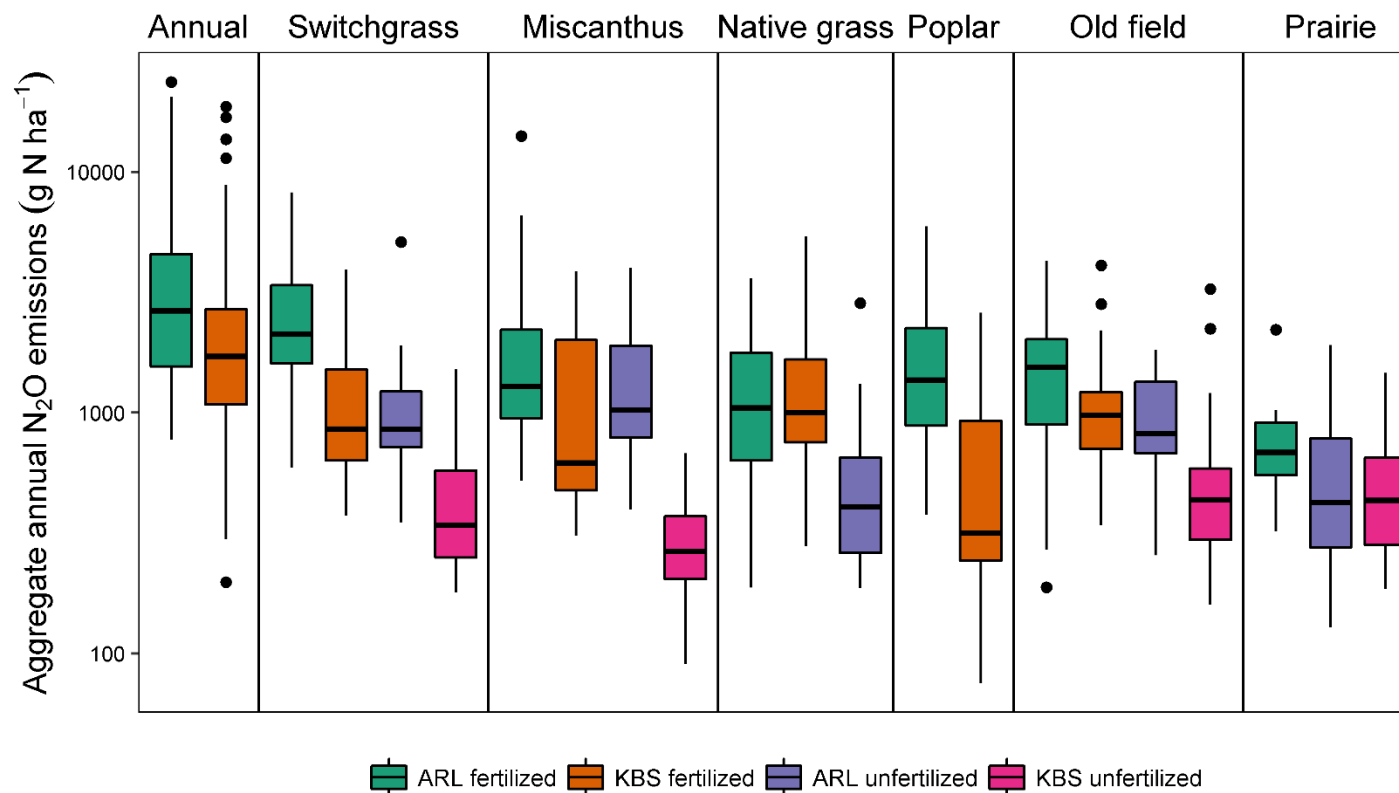 Annual Switchgrass Miscanthus Native grass Poplar Old field Prairie
Aggregate annual N₂O emissions (g N ha⁻¹)
10000
1000
100
ARL fertilized KBS fertilized ARL unfertilized KBS unfertilized